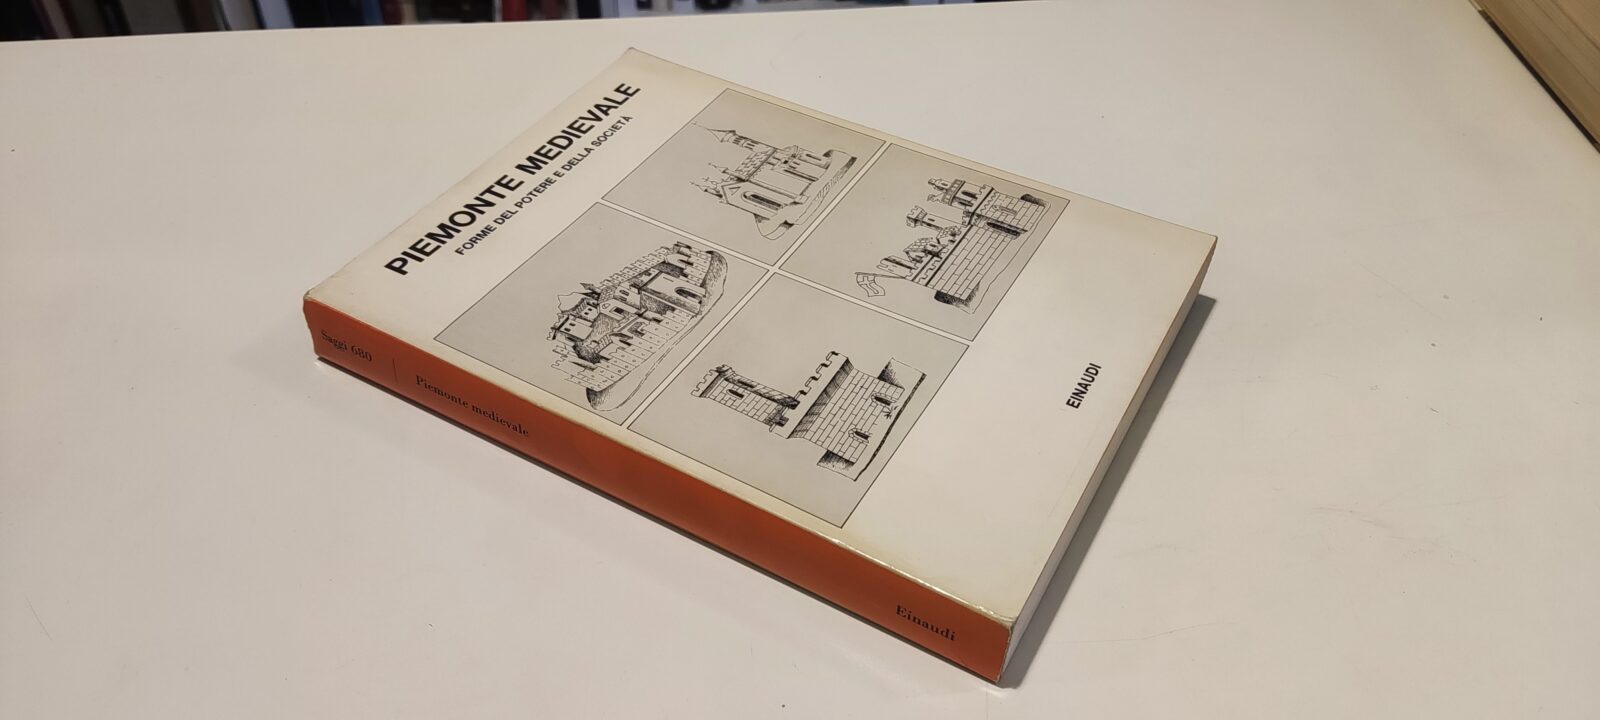 PIEMONTE MEDIEVALE
FORME DEL POTERE E DELLA SOCIETÀ
EINAUDI
Saggi 680
Piemonte medievale
Einaudi